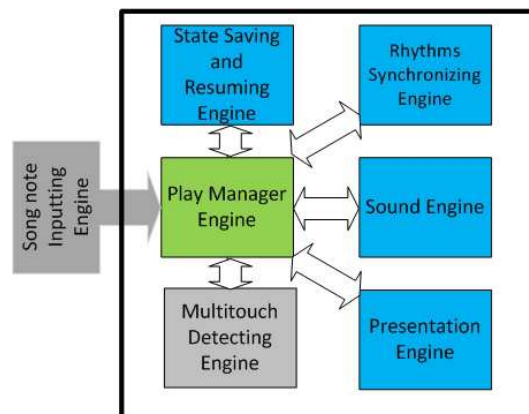 State Saving
and
Resuming
Engine
Rhythms
Synchronizing
Engine
Song note
Inputting
Engine
Play Manager
Engine
Sound Engine
Multitouch
Detecting
Engine
Presentation
Engine